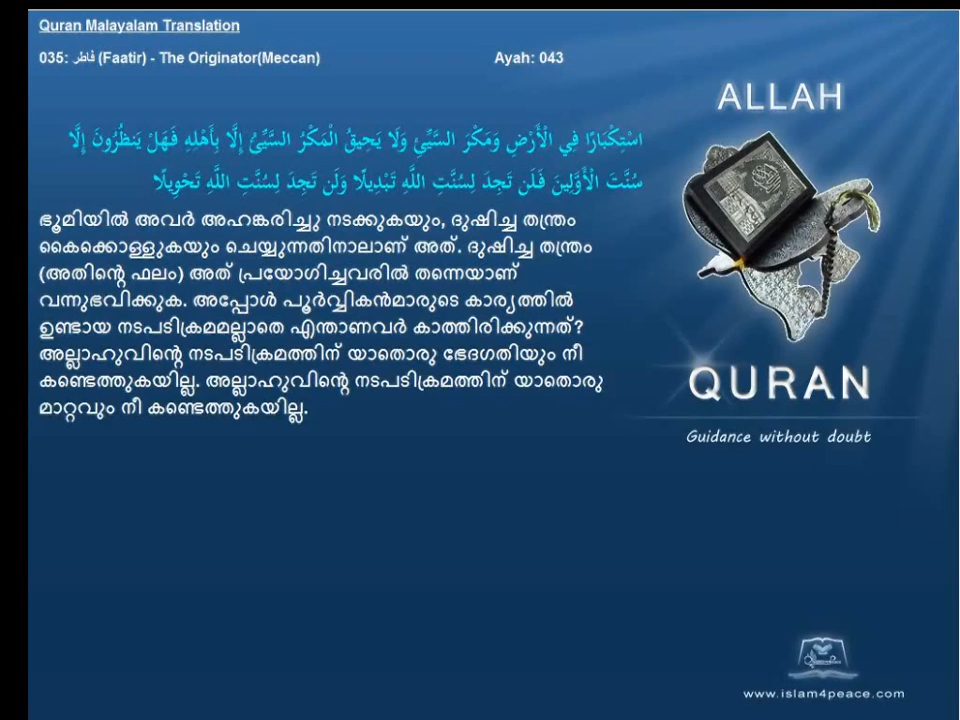 Quran Malayalam Translation
035: فاطر (Faatir) - The Originator(Meccan) Ayah: 043
اسْتِكْبَارًا فِي الْأَرْضِ وَمَكْرَ السَّيِّئِ وَلَا يَحِيقُ الْمَكْرُ السَّيِّئُ إِلَّا بِأَهْلِهِ فَهَلْ يَنظُرُونَ إِلَّا
سُنَّتَ الْأَوَّلِينَ فَلَن تَجِدَ لِسُنَّتِ اللَّهِ تَبْدِيلًا وَلَن تَجِدَ لِسُنَّتِ اللَّهِ تَحْوِيلًا
ഭൂമിയിൽ അവർ അഹങ്കരിച്ചു നടക്കുകയും, ദുഷിച്ച തന്ത്രം
കൈക്കൊള്ളുകയും ചെയ്യുന്നതിനാലാണ് അത്. ദുഷിച്ച തന്ത്രം
(അതിന്റെ ഫലം) അത് പ്രയോഗിച്ചവരിൽ തന്നെയാണ്
വന്നുഭവിക്കുക. അപ്പോൾ പൂർവ്വികൻമാരുടെ കാര്യത്തിൽ
ഉണ്ടായ നടപടിക്രമമല്ലാതെ എന്താണവർ കാത്തിരിക്കുന്നത്?
അല്ലാഹുവിന്റെ നടപടിക്രമത്തിന് യാതൊരു ഭേദഗതിയും നീ
കണ്ടെത്തുകയില്ല. അല്ലാഹുവിന്റെ നടപടിക്രമത്തിന് യാതൊരു
മാറ്റവും നീ കണ്ടെത്തുകയില്ല.
ALLAH
QURAN
Guidance without doubt
www.islam4peace.com